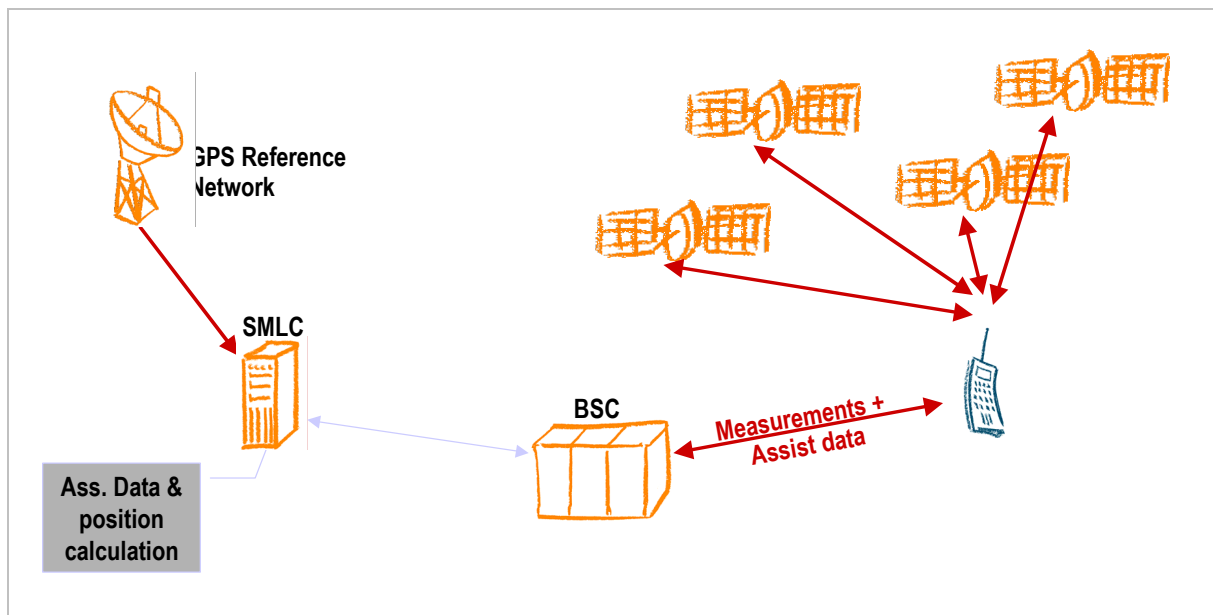 GPS Reference
Network
SMLC
BSC
Measurements +
Assist data
Ass. Data &
position
calculation